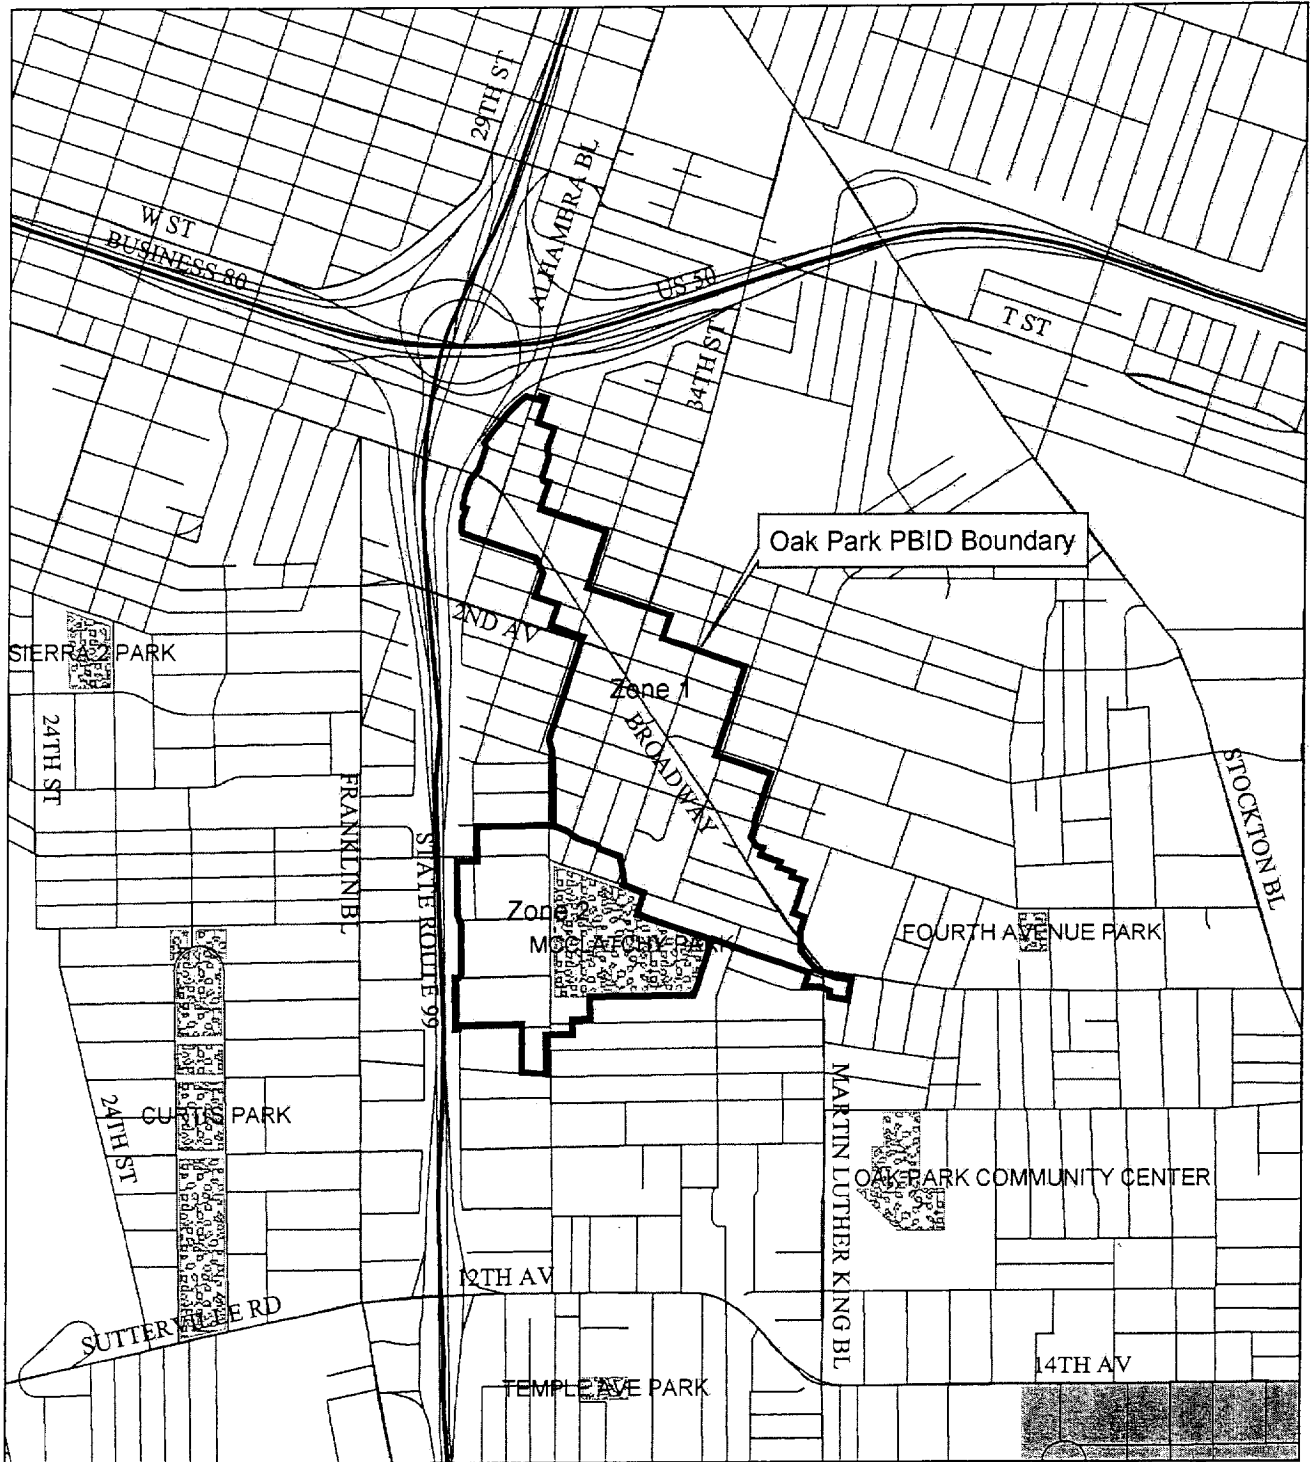 29TH ST
ALHAMBRA BL
W ST
BUSINESS 80
US 50
T ST
34TH ST
Oak Park PBID Boundary
2ND AV
SIERRA 2 PARK
Zone 1
24TH ST
BROADWAY
FRANKLIN BL
STATE ROUTE 99
STOCKTON BL
Zone 2
MCCLATCHY PARK
FOURTH AVENUE PARK
CURTIS PARK
24TH ST
MARTIN LUTHER KING BL
OAK PARK COMMUNITY CENTER
12TH AV
SUTTERVILLE RD
14TH AV
TEMPLE AVE PARK